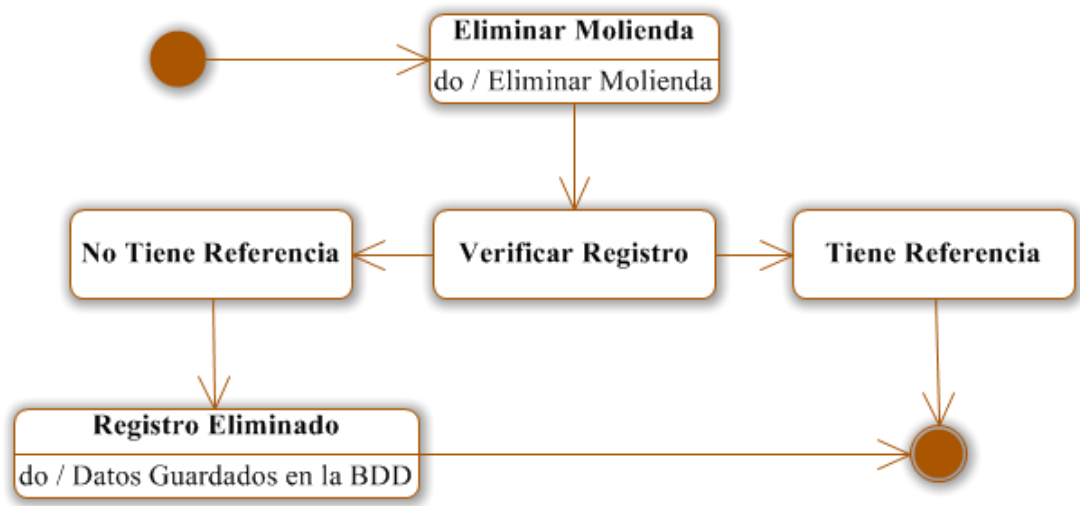 Eliminar Molienda
do / Eliminar Molienda
No Tiene Referencia
Verificar Registro
Tiene Referencia
Registro Eliminado
do / Datos Guardados en la BDD